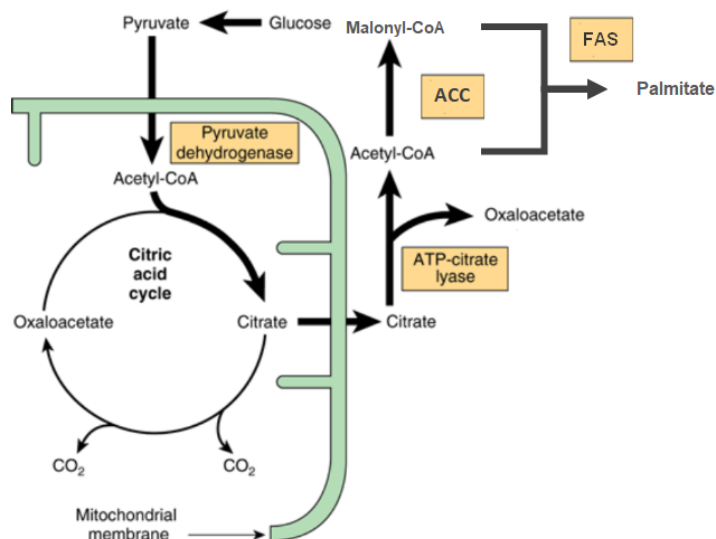 Pyruvate
Glucose
Malonyl-CoA
FAS
ACC
Palmitate
Pyruvate
dehydrogenase
Acetyl-CoA
Acetyl-CoA
Oxaloacetate
Citric
acid
cycle
ATP-citrate
lyase
Oxaloacetate
Citrate
Citrate
CO₂
CO₂
Mitochondrial
membrane